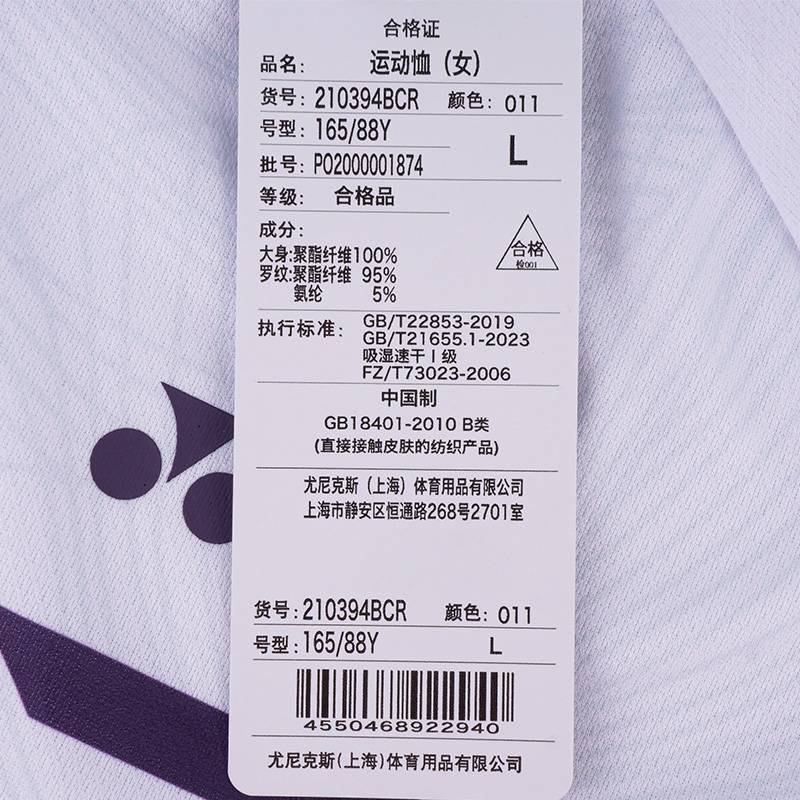 合格证
品名: 运动恤（女）
货号: 210394BCR 颜色: 011
号型: 165/88Y
L
批号: PO2000001874
等级: 合格品
成分:
合格
检001
大身:聚酯纤维100%
罗纹:聚酯纤维 95%
氨纶 5%
执行标准: GB/T22853-2019
GB/T21655.1-2023
吸湿速干Ⅰ级
FZ/T73023-2006
中国制
GB18401-2010 B类
(直接接触皮肤的纺织产品)
尤尼克斯（上海）体育用品有限公司
上海市静安区恒通路268号2701室
货号: 210394BCR 颜色: 011
号型: 165/88Y L
4550468922940
尤尼克斯(上海)体育用品有限公司